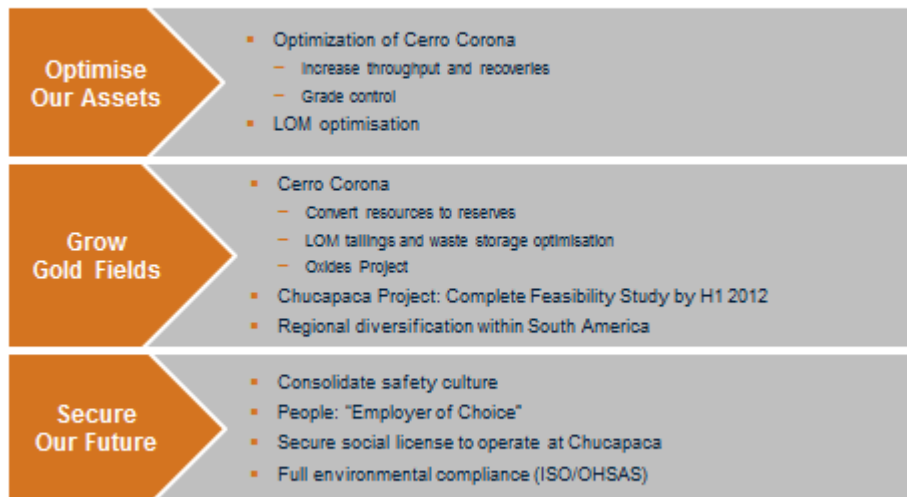 Optimise
Our Assets
Optimization of Cerro Corona
Increase throughput and recoveries
Grade control
LOM optimisation
Grow
Gold Fields
Cerro Corona
Convert resources to reserves
LOM tailings and waste storage optimisation
Oxides Project
Chucapaca Project: Complete Feasibility Study by H1 2012
Regional diversification within South America
Secure
Our Future
Consolidate safety culture
People: "Employer of Choice"
Secure social license to operate at Chucapaca
Full environmental compliance (ISO/OHSAS)